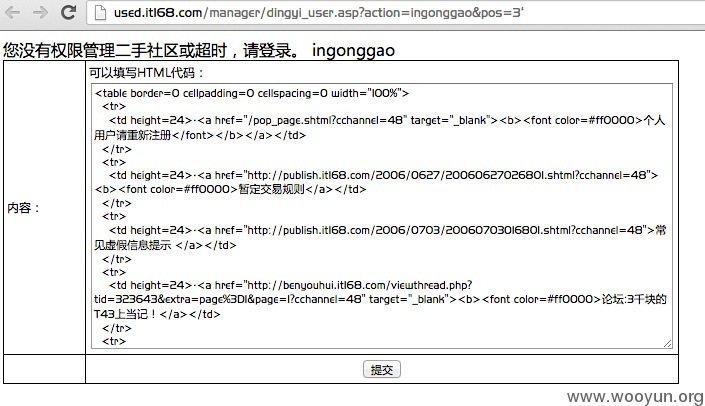 used.it168.com/manager/dingyi_user.asp?action=ingonggao&pos=3'
您没有权限管理二手社区或超时，请登录。 ingonggao
可以填写HTML代码：
内容：
<table border=0 cellpadding=0 cellspacing=0 width="100%">
<tr>
<td height=24>·<a href="/pop_page.shtml?cchannel=48" target="_blank"><b><font color=#ff0000>个人
用户请重新注册</font></b></a></td>
</tr>
<tr>
<td height=24>·<a href="http://publish.it168.com/2006/0627/20060627026801.shtml?cchannel=48">
<b><font color=#ff0000>暂定交易规则</a></td>
</tr>
<tr>
<td height=24>·<a href="http://publish.it168.com/2006/0703/20060703016801.shtml?cchannel=48">常
见虚假信息提示 </a></td>
</tr>
<tr>
<td height=24>·<a href="http://benyouhui.it168.com/viewthread.php?
tid=323643&extra=page%3D1&page=1?cchannel=48" target="_blank"><b><font color=#ff0000>论坛:3千块的
T43上当记！</a></td>
</tr>
<tr>
提交
www.wooyun.org